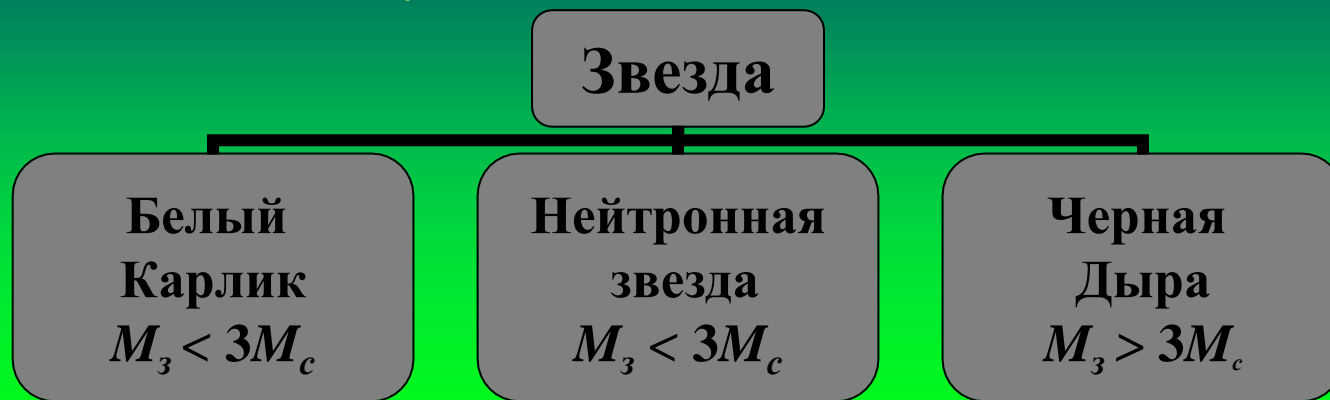 Звезда
Белый
Карлик
Mз < 3Mс
Нейтронная
звезда
Mз < 3Mс
Черная
Дыра
Mз > 3Mс